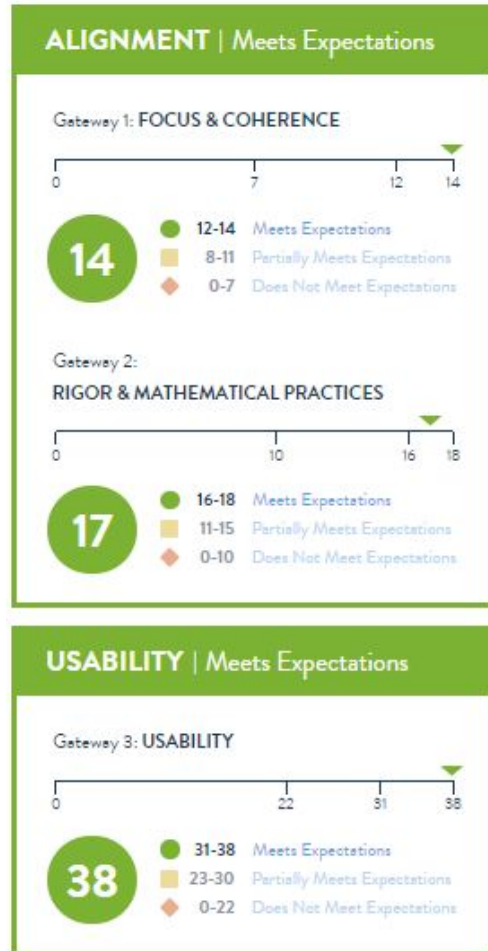 ALIGNMENT | Meets Expectations
Gateway 1: FOCUS & COHERENCE
0 7 12 14
14
12-14 Meets Expectations
8-11 Partially Meets Expectations
0-7 Does Not Meet Expectations
Gateway 2:
RIGOR & MATHEMATICAL PRACTICES
0 10 16 18
17
16-18 Meets Expectations
11-15 Partially Meets Expectations
0-10 Does Not Meet Expectations
USABILITY | Meets Expectations
Gateway 3: USABILITY
0 22 31 38
38
31-38 Meets Expectations
23-30 Partially Meets Expectations
0-22 Does Not Meet Expectations